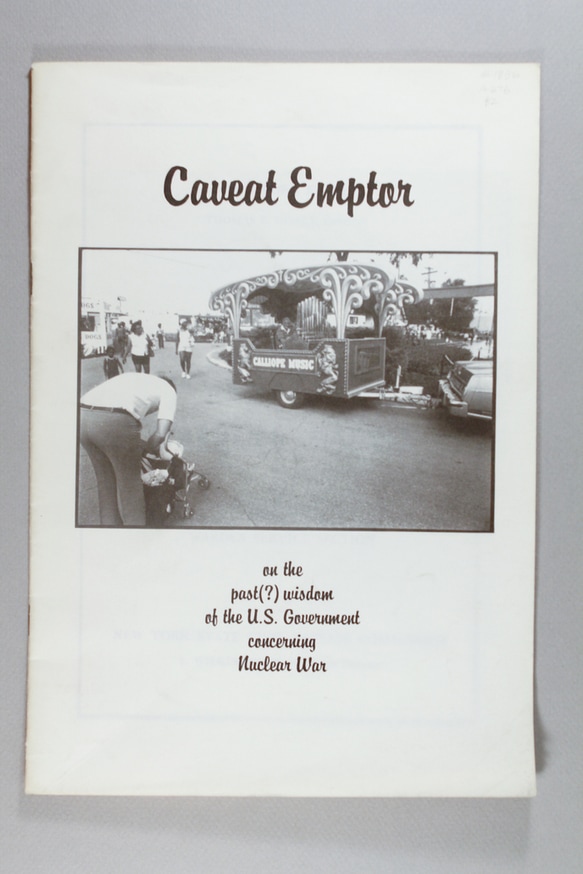 Caveat Emptor
CALLIOPE MUSIC
on the
past(?) wisdom
of the U.S. Government
concerning
Nuclear War